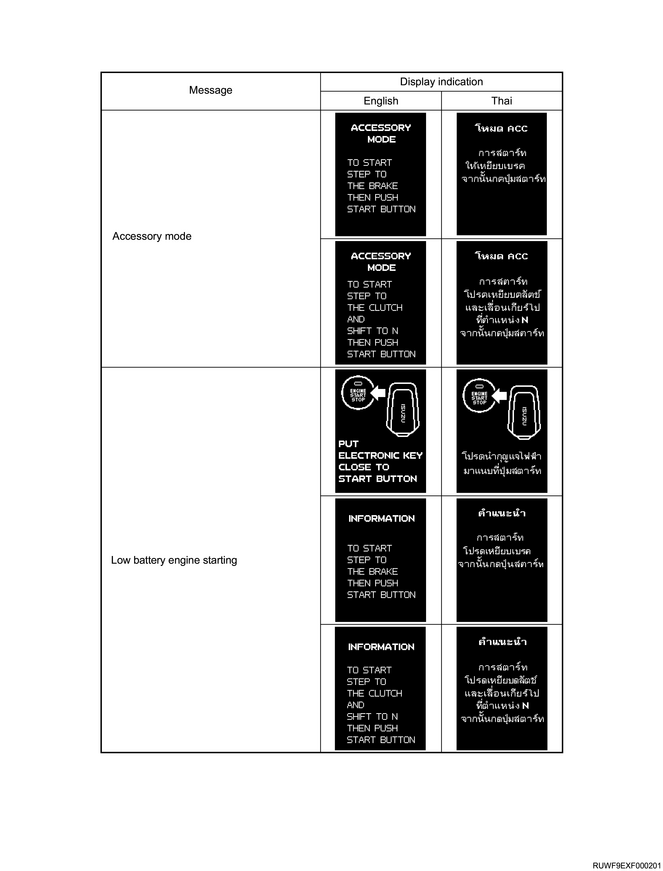 Message
Display indication
English
Thai
Accessory mode
ACCESSORY
MODE
TO START
STEP TO
THE BRAKE
THEN PUSH
START BUTTON
โหมด ACC
การสตาร์ท
ให้เหยียบเบรค
จากนั้นกดปุ่มสตาร์ท
ACCESSORY
MODE
TO START
STEP TO
THE CLUTCH
AND
SHIFT TO N
THEN PUSH
START BUTTON
โหมด ACC
การสตาร์ท
โปรดเหยียบคลัตช์
และเลื่อนเกียร์ไป
ที่ตำแหน่ง N
จากนั้นกดปุ่มสตาร์ท
Low battery engine starting
ENGINE
START
STOP
ISUZU
PUT
ELECTRONIC KEY
CLOSE TO
START BUTTON
ENGINE
START
STOP
ISUZU
โปรดนำกุญแจไฟฟ้า
มาแนบที่ปุ่มสตาร์ท
INFORMATION
TO START
STEP TO
THE BRAKE
THEN PUSH
START BUTTON
คำแนะนำ
การสตาร์ท
โปรดเหยียบเบรค
จากนั้นกดปุ่มสตาร์ท
INFORMATION
TO START
STEP TO
THE CLUTCH
AND
SHIFT TO N
THEN PUSH
START BUTTON
คำแนะนำ
การสตาร์ท
โปรดเหยียบคลัตช์
และเลื่อนเกียร์ไป
ที่ตำแหน่ง N
จากนั้นกดปุ่มสตาร์ท
RUWF9EXF000201